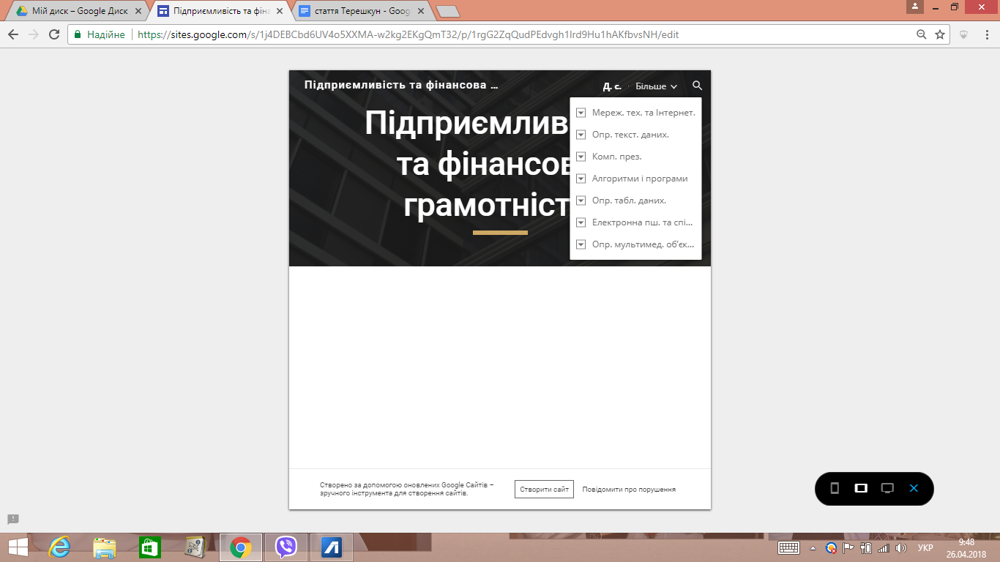 Мій диск – Google Диск
Підприємливість та фіна
стаття Терешкун - Goog
Надійне
https://sites.google.com/s/1j4DEBCbd6UV4o5XXMA-w2kg2EKgQmT32/p/1rgG2ZqQudPEdvgh1lrd9Hu1hAKfbvsNH/edit
Підприємливість та фінансова ...
Д. с.
Більше
Підприємлив
та фінансов
грамотніст
Мереж. тех. та Інтернет.
Опр. текст. даних.
Комп. през.
Алгоритми і програми
Опр. табл. даних.
Електронна пш. та спі...
Опр. мультимед. об'єк...
Створено за допомогою оновлених Google Сайтів –
зручного інструмента для створення сайтів.
Створити сайт
Повідомити про порушення
УКР
9:48
26.04.2018